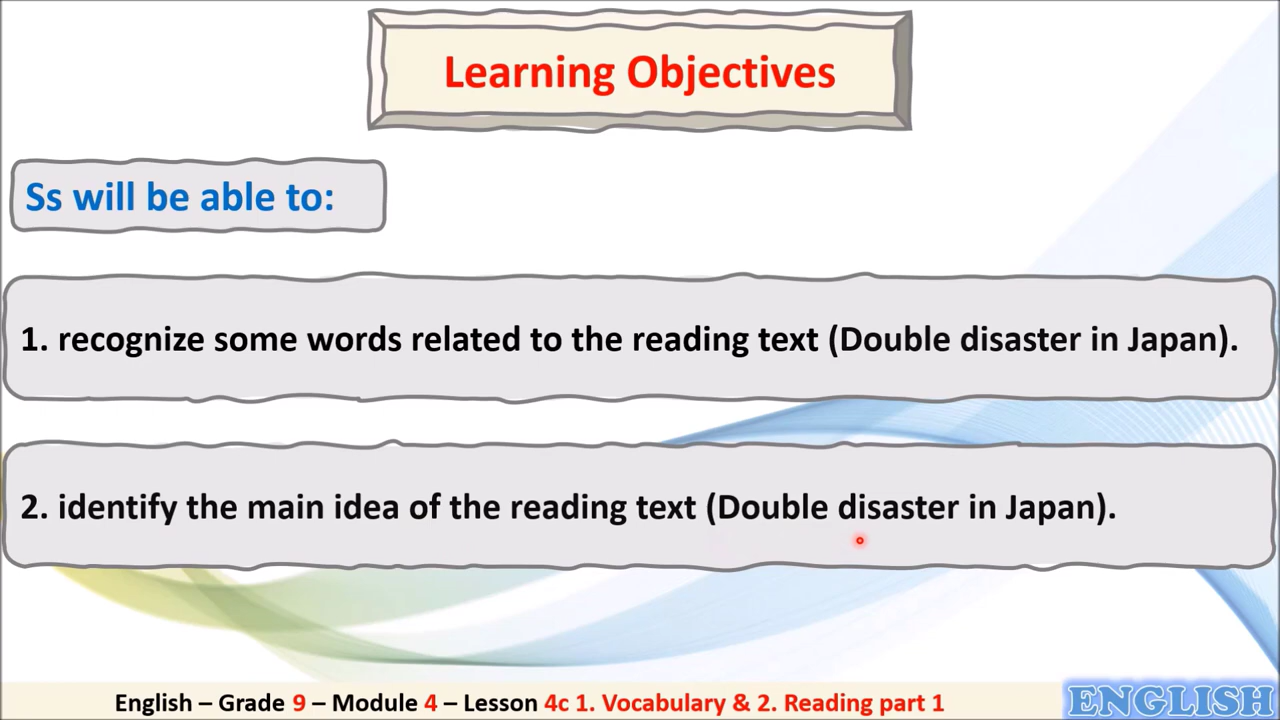 Learning Objectives
Ss will be able to:
1. recognize some words related to the reading text (Double disaster in Japan).
2. identify the main idea of the reading text (Double disaster in Japan).
English – Grade 9 – Module 4 – Lesson 4c 1. Vocabulary & 2. Reading part 1
ENGLISH